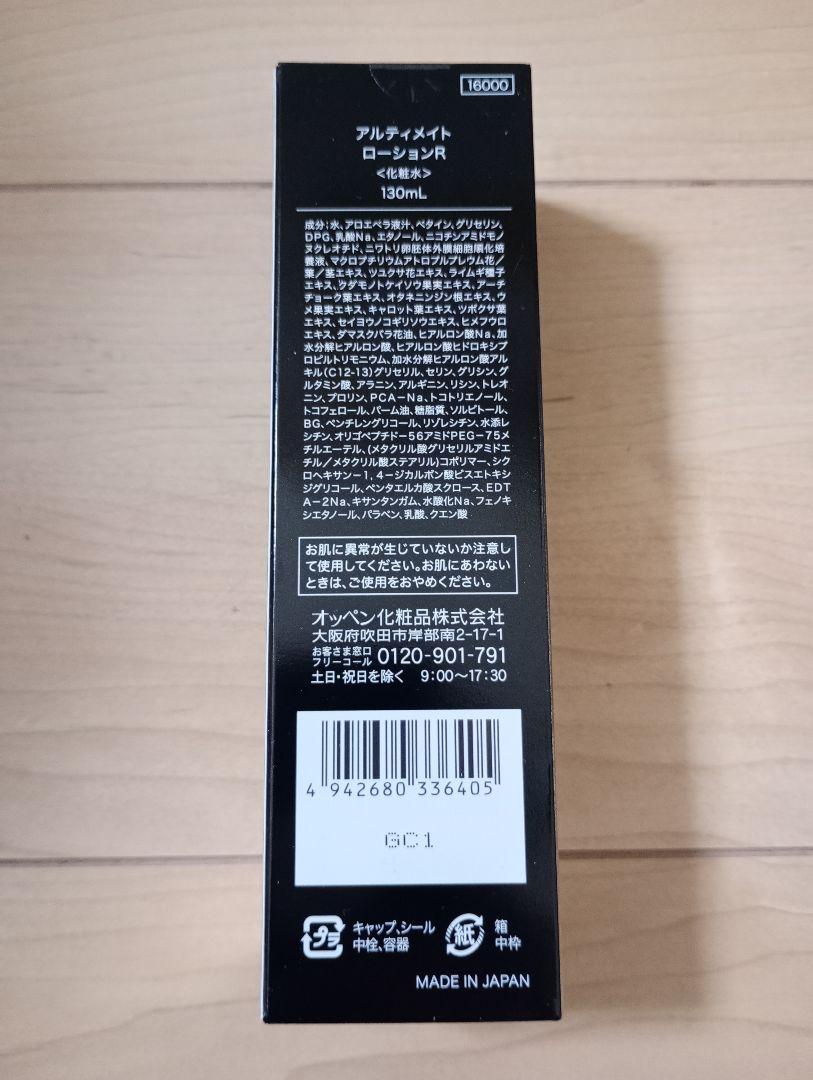 16000
アルティメイト
ローションR
<化粧水>
130mL
成分:水、アロエベラ液汁、ベタイン、グリセリン、
DPG、乳酸Na、エタノール、ニコチンアミドモノ
ヌクレオチド、ニワトリ卵胚体外膜細胞順化培
養液、マクロプチリウムアトロプルプレウム花/
葉/茎エキス、ツユクサ花エキス、ライムギ種子
エキス、クダモノトケイソウ果実エキス、アーチ
チョーク葉エキス、オタネニンジン根エキス、ウ
メ果実エキス、キャロット葉エキス、ツボクサ葉
エキス、セイヨウノコギリソウエキス、ヒメフウロ
エキス、ダマスクバラ花油、ヒアルロン酸Na、加
水分解ヒアルロン酸、ヒアルロン酸ヒドロキシプ
ロピルトリモニウム、加水分解ヒアルロン酸アル
キル(C12-13)グリセリル、セリン、グリシン、グ
ルタミン酸、アラニン、アルギニン、リシン、トレオ
ニン、プロリン、PCA-Na、トコトリエノール、
トコフェロール、パーム油、糖脂質、ソルビトール、
BG、ペンチレングリコール、リゾレシチン、水添レ
シチン、オリゴペプチド-56アミドPEG-75メチ
ルエーテル、(メタクリル酸グリセリルアミドエ
チル/メタクリル酸ステアリル)コポリマー、シク
ロヘキサン-1,4-ジカルボン酸ビスエトキシ
ジグリコール、ペンタエルカ酸スクロース、EDT
A-2Na、キサンタンガム、水酸化Na、フェノキ
シエタノール、パラベン、乳酸、クエン酸
お肌に異常が生じていないか注意し
て使用してください。お肌にあわない
ときは、ご使用をおやめください。
オッペン化粧品株式会社
大阪府吹田市岸部南2-17-1
お客さま窓口
フリーコール 0120-901-791
土日・祝日を除く 9:00~17:30
4 942680 336405
GC1
プラ キャップ、シール
中栓、容器
紙 箱
中枠
MADE IN JAPAN